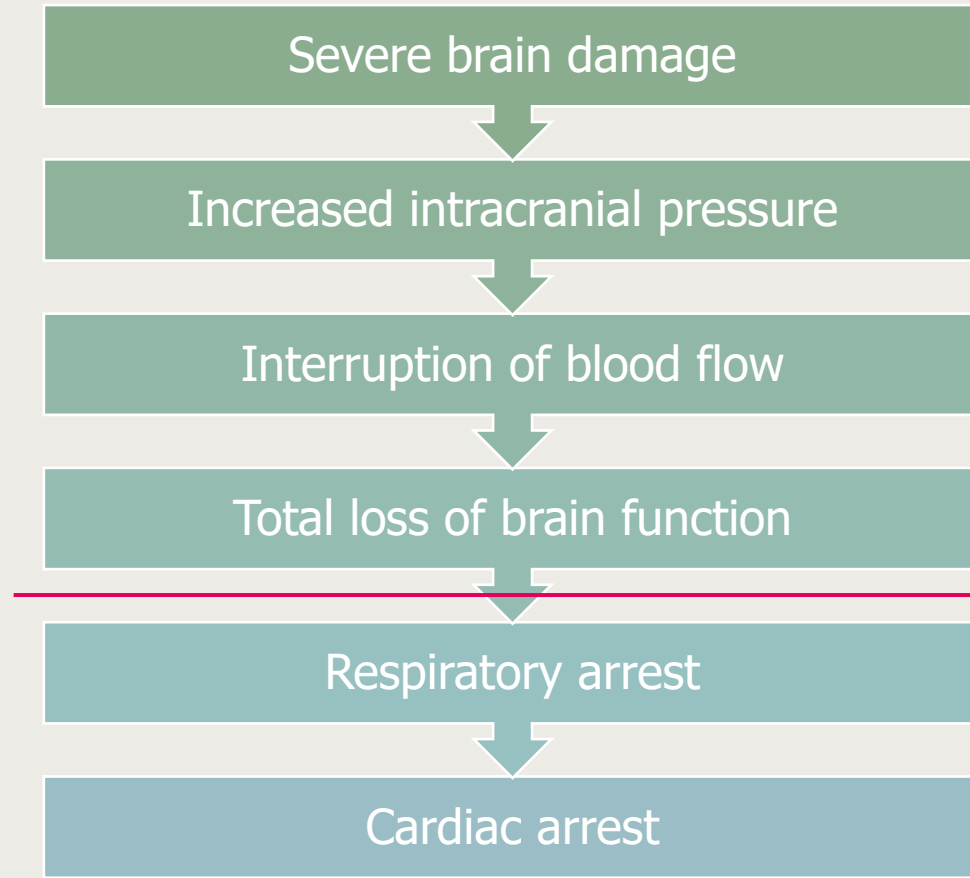 Severe brain damage
Increased intracranial pressure
Interruption of blood flow
Total loss of brain function
Respiratory arrest
Cardiac arrest